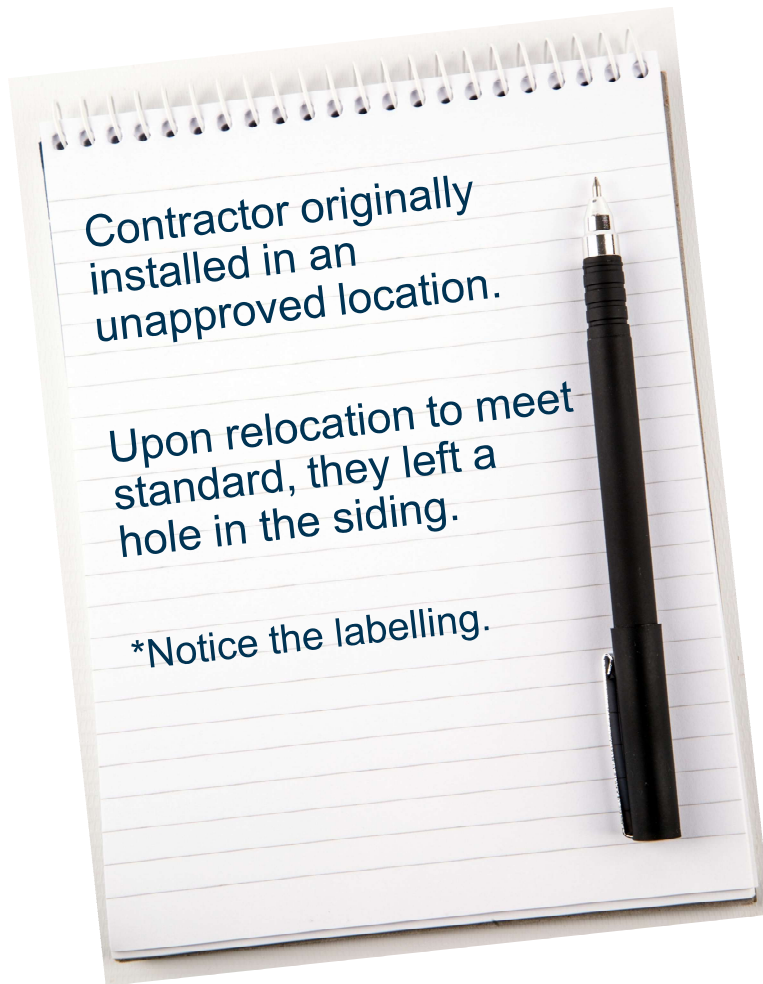 Contractor originally
installed in an
unapproved location.
Upon relocation to meet
standard, they left a
hole in the siding.
*Notice the labelling.